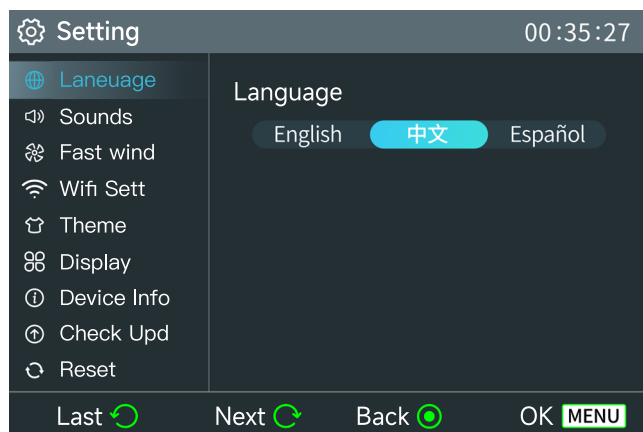 Setting 00:35:27
Laneuage
Sounds
Fast wind
Wifi Sett
Theme
Display
Device Info
Check Upd
Reset
Language
English 中文 Español
Last Next Back OK MENU